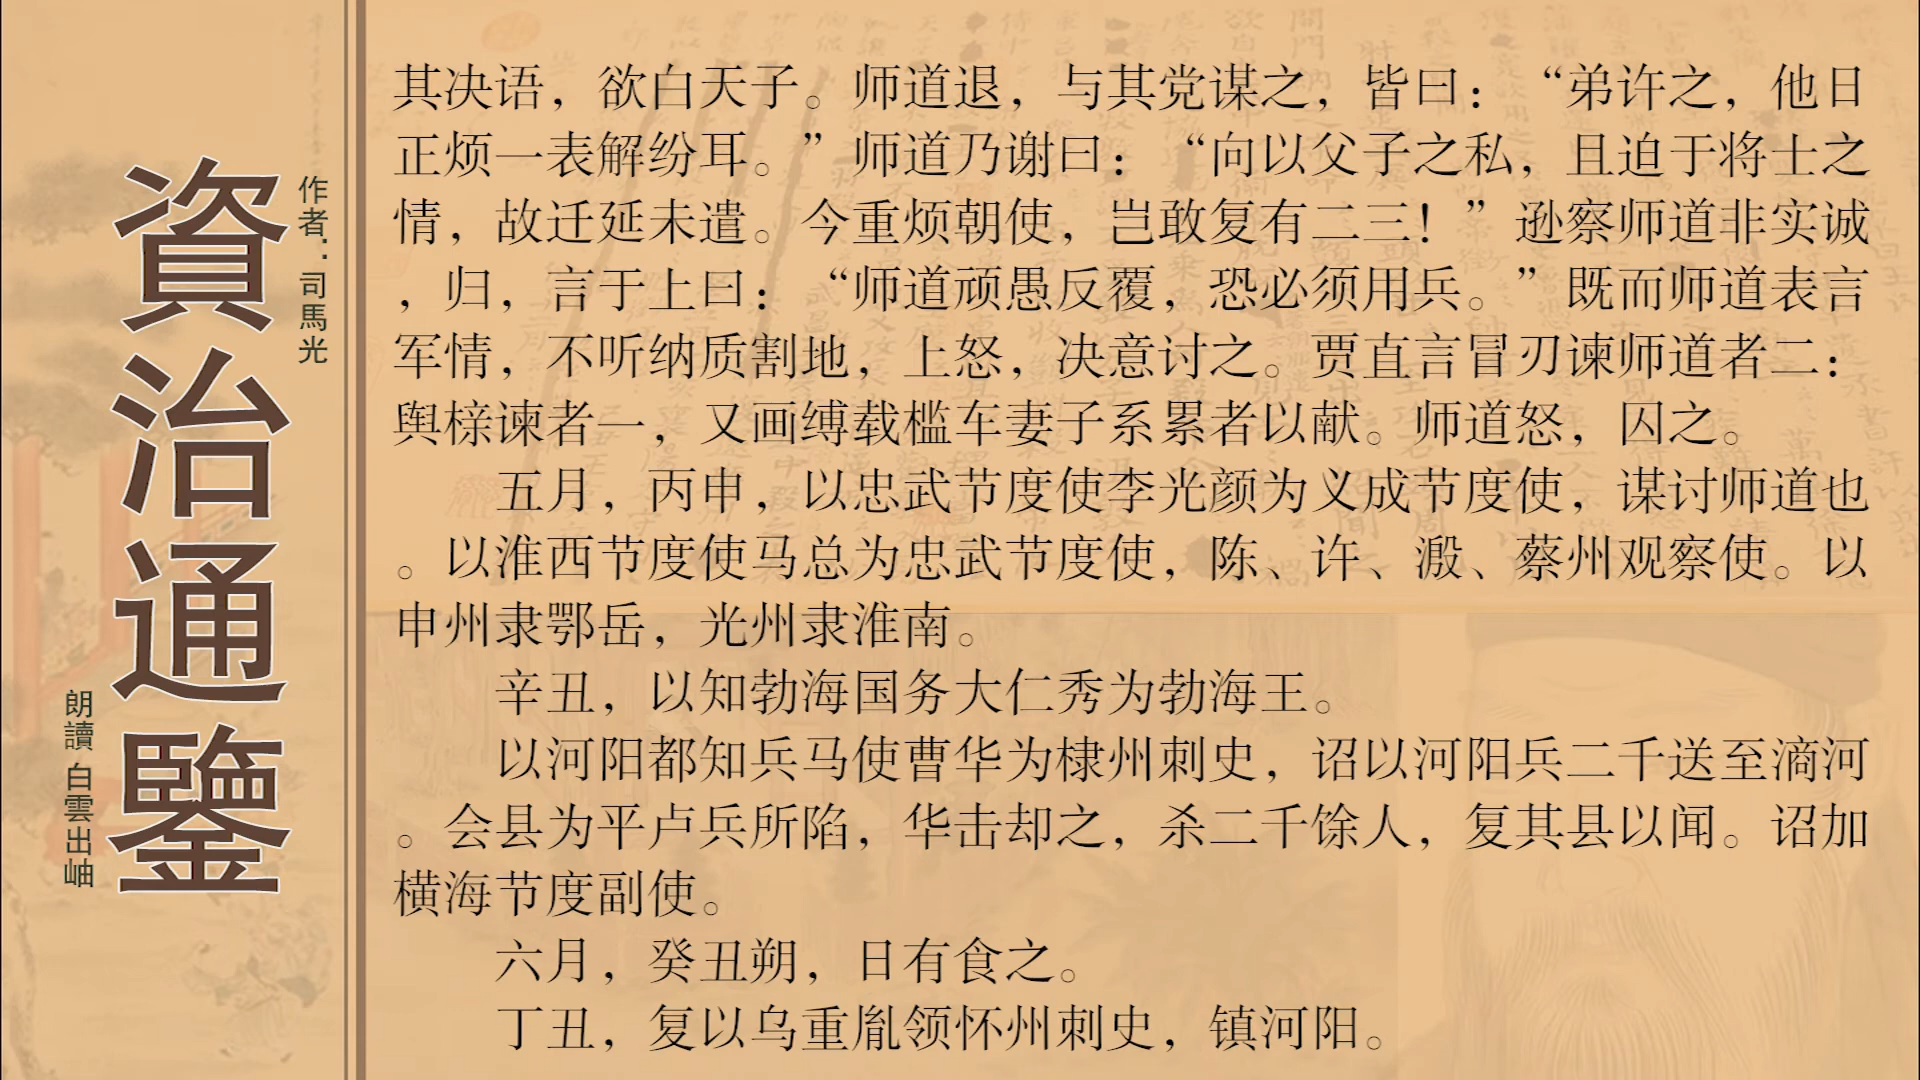 資治通鑒
作者：司馬光
朗讀 白雲出岫
其决语，欲白天子。师道退，与其党谋之，皆曰：“弟许之，他日
正烦一表解纷耳。”师道乃谢曰：“向以父子之私，且迫于将士之
情，故迁延未遣。今重烦朝使，岂敢复有二三！”逊察师道非实诚
，归，言于上曰：“师道顽愚反覆，恐必须用兵。”既而师道表言
军情，不听纳质割地，上怒，决意讨之。贾直言冒刃谏师道者二：
舆榇谏者一，又画缚载槛车妻子系累者以献。师道怒，囚之。
五月，丙申，以忠武节度使李光颜为义成节度使，谋讨师道也
。以淮西节度使马总为忠武节度使，陈、许、溵、蔡州观察使。以
申州隶鄂岳，光州隶淮南。
辛丑，以知勃海国务大仁秀为勃海王。
以河阳都知兵马使曹华为棣州刺史，诏以河阳兵二千送至滴河
。会县为平卢兵所陷，华击却之，杀二千馀人，复其县以闻。诏加
横海节度副使。
六月，癸丑朔，日有食之。
丁丑，复以乌重胤领怀州刺史，镇河阳。